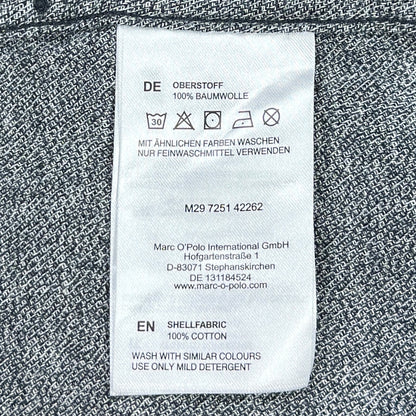 DE OBERSTOFF
100% BAUMWOLLE
30
MIT ÄHNLICHEN FARBEN WASCHEN
NUR FEINWASCHMITTEL VERWENDEN
M29 7251 42262
Marc O'Polo International GmbH
Hofgartenstraße 1
D-83071 Stephanskirchen
DE 131184524
www.marc-o-polo.com
EN SHELLFABRIC
100% COTTON
WASH WITH SIMILAR COLOURS
USE ONLY MILD DETERGENT